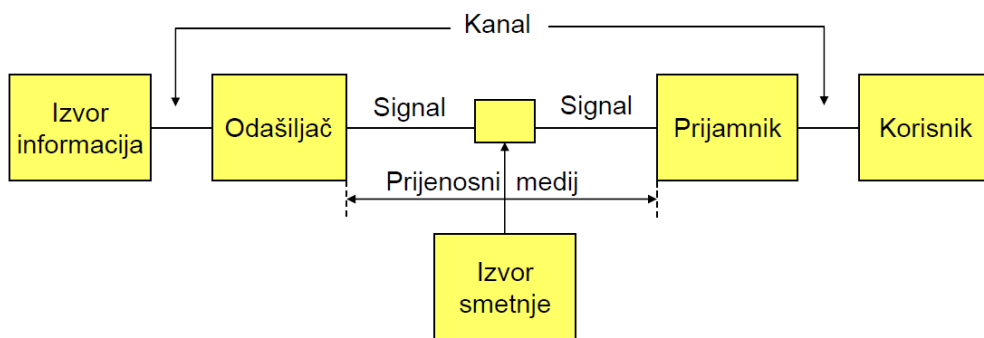 Kanal
Izvor
informacija
Odašiljač
Signal
Signal
Prijamnik
Korisnik
Prijenosni medij
Izvor
smetnje